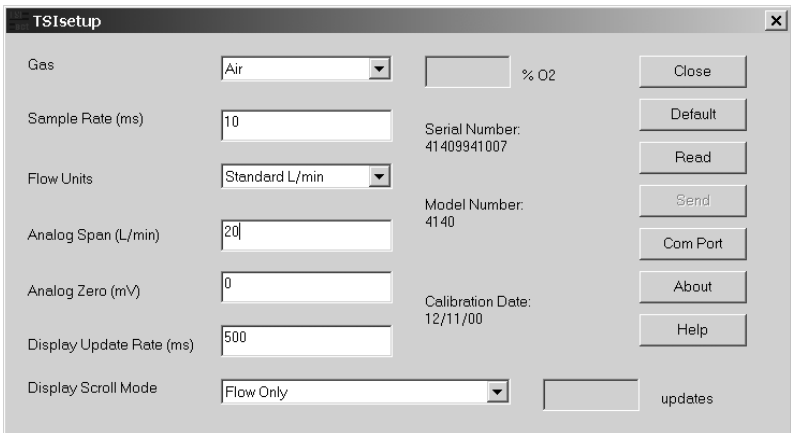 TSIsetup
Gas
Air
% O2
Close
Sample Rate (ms)
10
Default
Serial Number:
41409941007
Read
Flow Units
Standard L/min
Send
Model Number:
4140
Analog Span (L/min)
20
Com Port
Analog Zero (mV)
0
About
Calibration Date:
12/11/00
Display Update Rate (ms)
500
Help
Display Scroll Mode
Flow Only
updates